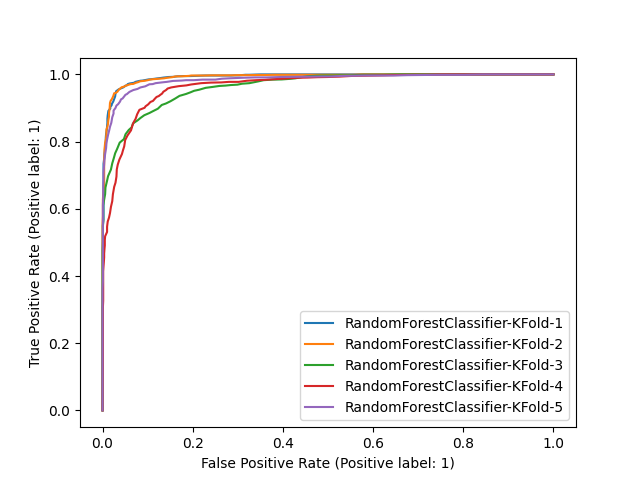 1.0
0.8
0.6
0.4
0.2
0.0
True Positive Rate (Positive label: 1)
RandomForestClassifier-KFold-1
RandomForestClassifier-KFold-2
RandomForestClassifier-KFold-3
RandomForestClassifier-KFold-4
RandomForestClassifier-KFold-5
0.0 0.2 0.4 0.6 0.8 1.0
False Positive Rate (Positive label: 1)